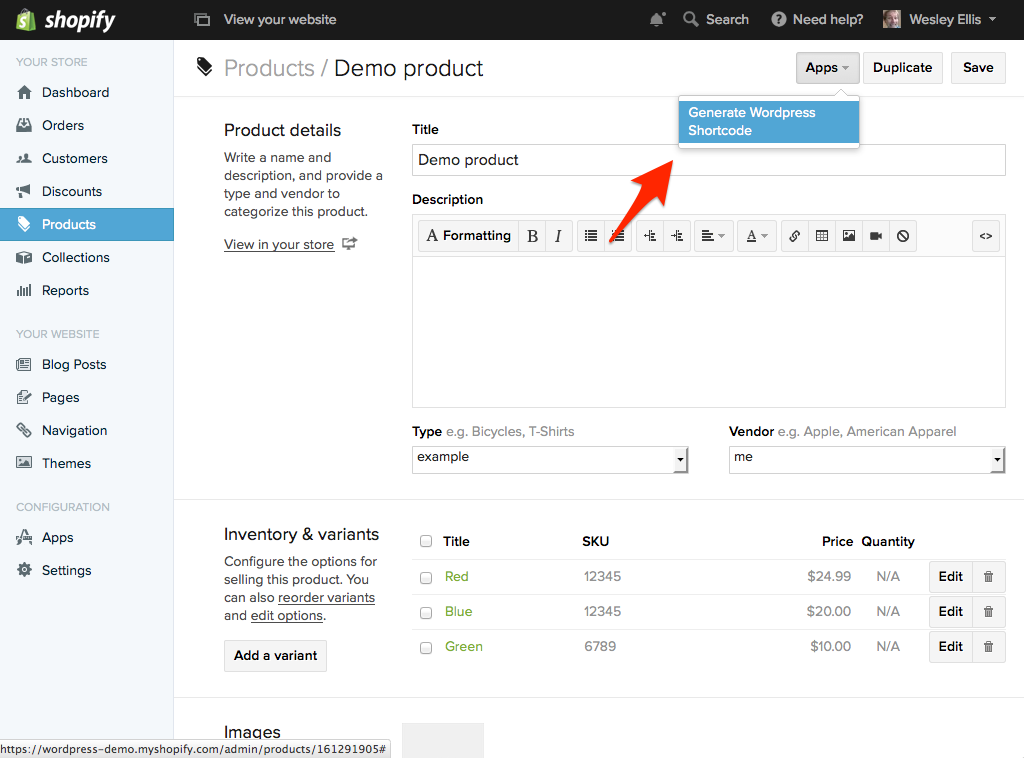 shopify
View your website
Search
Need help?
Wesley Ellis
YOUR STORE
Dashboard
Orders
Customers
Discounts
Products
Collections
Reports
YOUR WEBSITE
Blog Posts
Pages
Navigation
Themes
CONFIGURATION
Apps
Settings
Products / Demo product
Apps
Duplicate
Save
Generate Wordpress
Shortcode
Product details
Write a name and
description, and provide a
type and vendor to
categorize this product.
View in your store
Title
Demo product
Description
A Formatting
B
I
A
<>
Type e.g. Bicycles, T-Shirts
example
Vendor e.g. Apple, American Apparel
me
Inventory & variants
Configure the options for
selling this product. You
can also reorder variants
and edit options.
Add a variant
Title SKU Price Quantity
Red 12345 $24.99 N/A Edit
Blue 12345 $20.00 N/A Edit
Green 6789 $10.00 N/A Edit
Images
https://wordpress-demo.myshopify.com/admin/products/161291905#